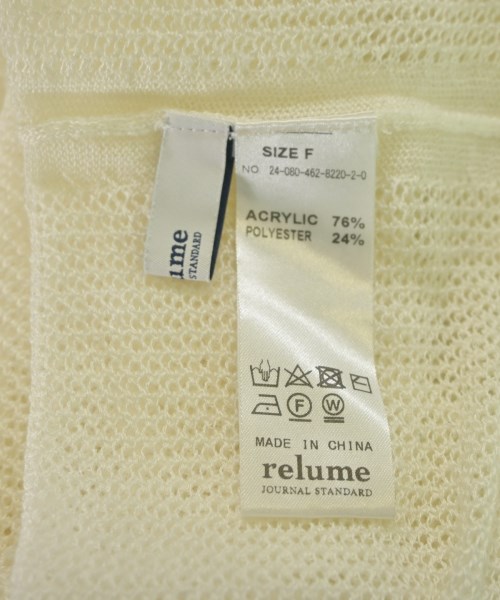 SIZE F
NO. 24-080-462-8220-2-0
ACRYLIC 76%
POLYESTER 24%
F W
MADE IN CHINA
relume
JOURNAL STANDARD
ume
STANDARD